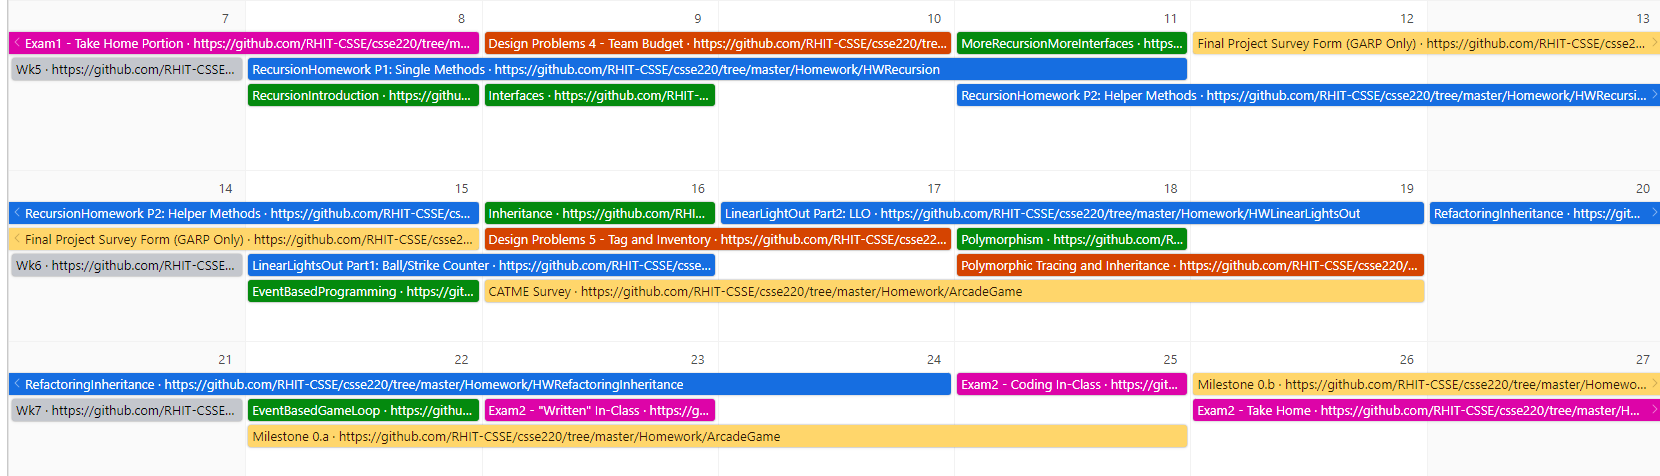 7 8 9 10 11 12 13
Exam1 - Take Home Portion · https://github.com/RHIT-CSSE/csse220/tree/m... Design Problems 4 - Team Budget · https://github.com/RHIT-CSSE/csse220/tre... MoreRecursionMoreInterfaces · https... Final Project Survey Form (GARP Only) · https://github.com/RHIT-CSSE/csse2...
Wk5 · https://github.com/RHIT-CSSE... RecursionHomework P1: Single Methods · https://github.com/RHIT-CSSE/csse220/tree/master/Homework/HWRecursion
RecursionIntroduction · https://githu... Interfaces · https://github.com/RHIT-... RecursionHomework P2: Helper Methods · https://github.com/RHIT-CSSE/csse220/tree/master/Homework/HWRecursi...
14 15 16 17 18 19 20
RecursionHomework P2: Helper Methods · https://github.com/RHIT-CSSE/cs... Inheritance · https://github.com/RHI... LinearLightOut Part2: LLO · https://github.com/RHIT-CSSE/csse220/tree/master/Homework/HWLinearLightsOut RefactoringInheritance · https://git...
Final Project Survey Form (GARP Only) · https://github.com/RHIT-CSSE/csse2... Design Problems 5 - Tag and Inventory · https://github.com/RHIT-CSSE/csse22... Polymorphism · https://github.com/R...
Wk6 · https://github.com/RHIT-CSSE... LinearLightsOut Part1: Ball/Strike Counter · https://github.com/RHIT-CSSE/csse... Polymorphic Tracing and Inheritance · https://github.com/RHIT-CSSE/csse220/...
EventBasedProgramming · https://git... CATME Survey · https://github.com/RHIT-CSSE/csse220/tree/master/Homework/ArcadeGame
21 22 23 24 25 26 27
RefactoringInheritance · https://github.com/RHIT-CSSE/csse220/tree/master/Homework/HWRefactoringInheritance Exam2 - Coding In-Class · https://git... Milestone 0.b · https://github.com/RHIT-CSSE/csse220/tree/master/Homewo...
Wk7 · https://github.com/RHIT-CSSE... EventBasedGameLoop · https://githu... Exam2 - "Written" In-Class · https://g... Exam2 - Take Home · https://github.com/RHIT-CSSE/csse220/tree/master/H...
Milestone 0.a · https://github.com/RHIT-CSSE/csse220/tree/master/Homework/ArcadeGame